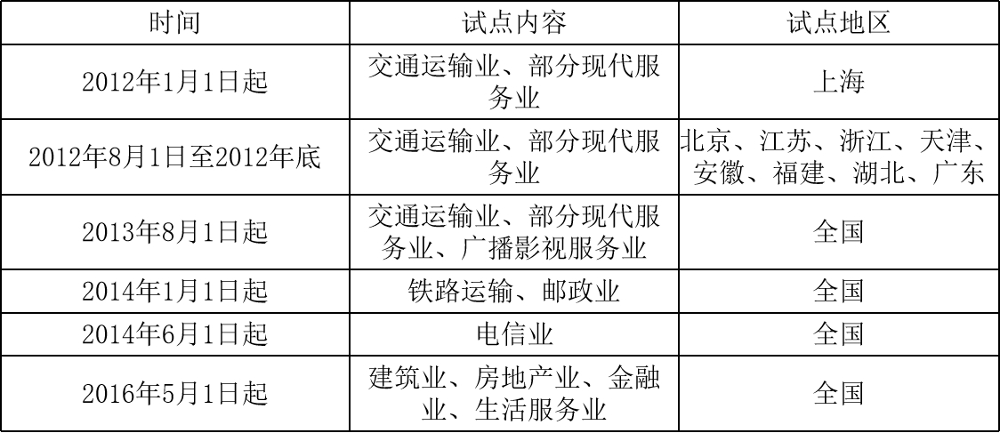 时间 试点内容 试点地区
2012年1月1日起 交通运输业、部分现代服
务业 上海
2012年8月1日至2012年底 交通运输业、部分现代服
务业 北京、江苏、浙江、天津、
安徽、福建、湖北、广东
2013年8月1日起 交通运输业、部分现代服
务业、广播影视服务业 全国
2014年1月1日起 铁路运输、邮政业 全国
2014年6月1日起 电信业 全国
2016年5月1日起 建筑业、房地产业、金融
业、生活服务业 全国